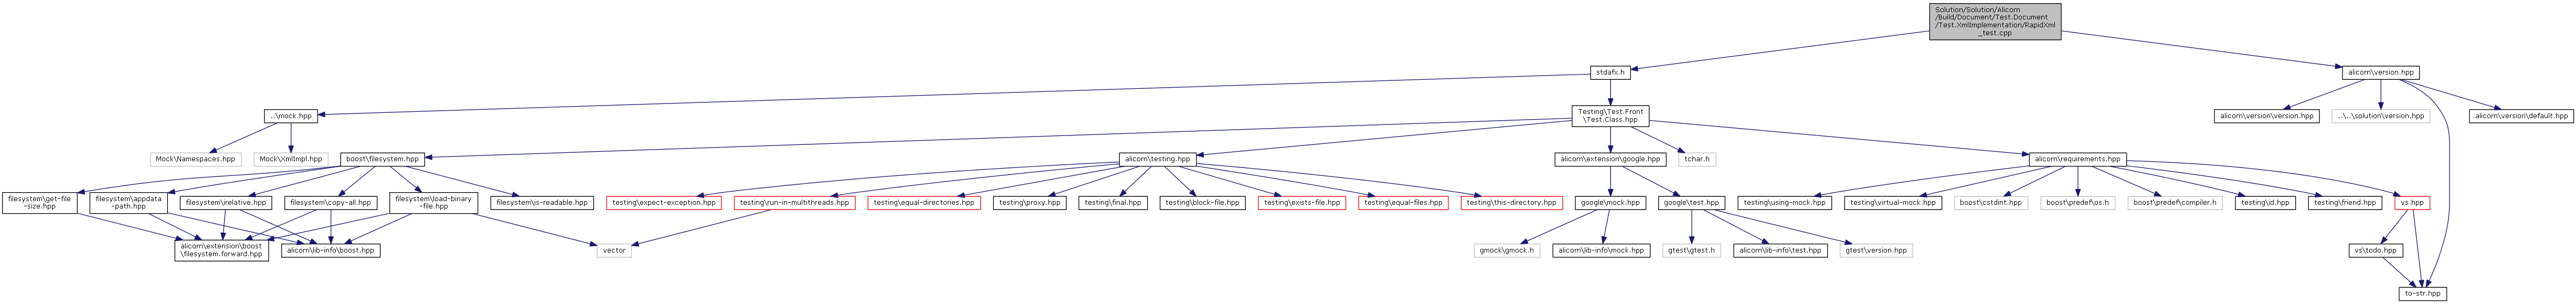 Solution/Solution/Alicorn
/Build/Document/Test.Document
/Test.XmlImplementation/RapidXml
_test.cpp
stdafx.h
alicorn\version.hpp
..\mock.hpp
Testing\Test.Front
\Test.Class.hpp
alicorn\version\version.hpp
..\..\solution\version.hpp
alicorn\version\default.hpp
Mock\Namespaces.hpp
Mock\XmlImpl.hpp
boost\filesystem.hpp
alicorn\testing.hpp
alicorn\extension\google.hpp
tchar.h
alicorn\requirements.hpp
filesystem\get-file
-size.hpp
filesystem\appdata
-path.hpp
filesystem\relative.hpp
filesystem\copy-all.hpp
filesystem\load-binary
-file.hpp
filesystem\is-readable.hpp
testing\expect-exception.hpp
testing\run-in-multithreads.hpp
testing\equal-directories.hpp
testing\proxy.hpp
testing\final.hpp
testing\block-file.hpp
testing\exists-file.hpp
testing\equal-files.hpp
testing\this-directory.hpp
google\mock.hpp
google\test.hpp
testing\using-mock.hpp
testing\virtual-mock.hpp
boost\cstdint.hpp
boost\predef\os.h
boost\predef\compiler.h
testing\id.hpp
testing\friend.hpp
vs.hpp
alicorn\extension\boost
\filesystem.forward.hpp
alicorn\lib-info\boost.hpp
vector
gmock\gmock.h
alicorn\lib-info\mock.hpp
gtest\gtest.h
alicorn\lib-info\test.hpp
gtest\version.hpp
vs\todo.hpp
to-str.hpp